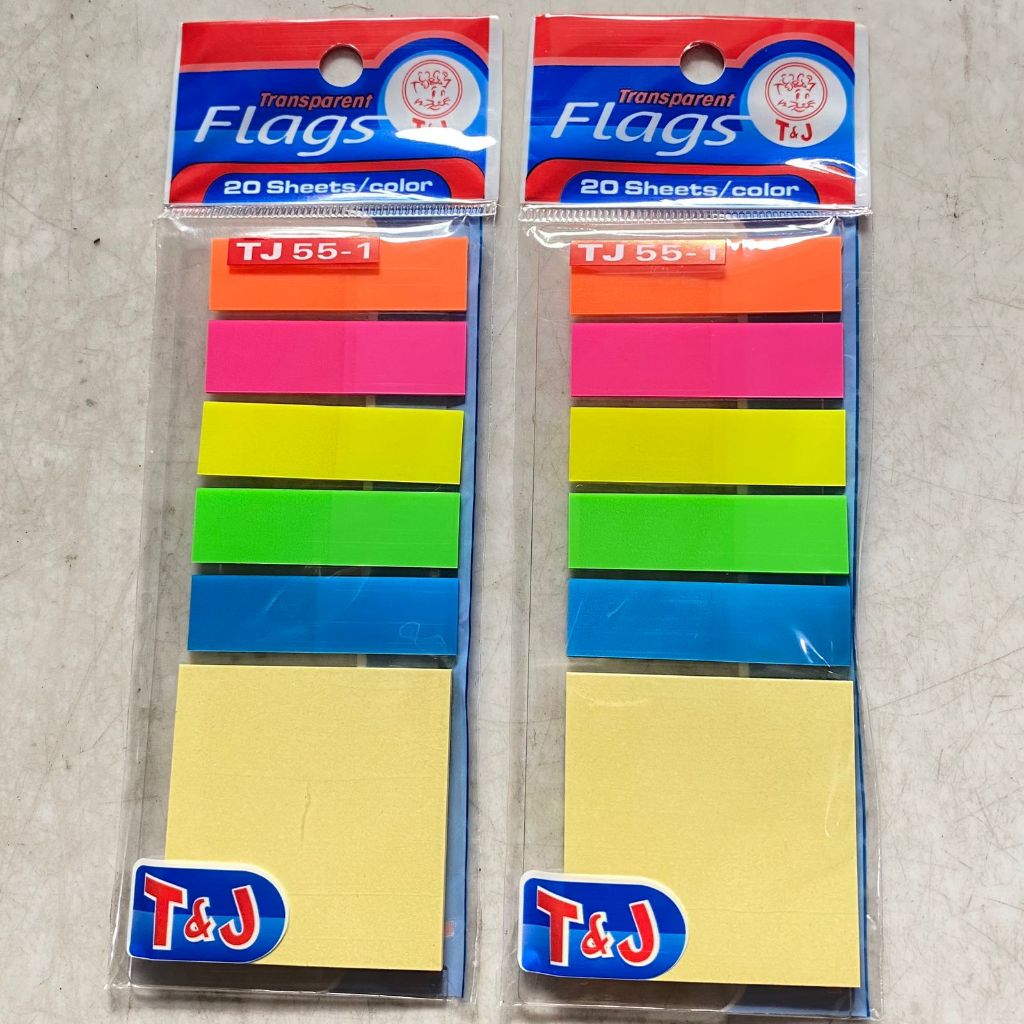 Transparent
Flags
T&J
20 Sheets/color
TJ 55-1
T&J
Transparent
Flags
T&J
20 Sheets/color
TJ 55-1
T&J